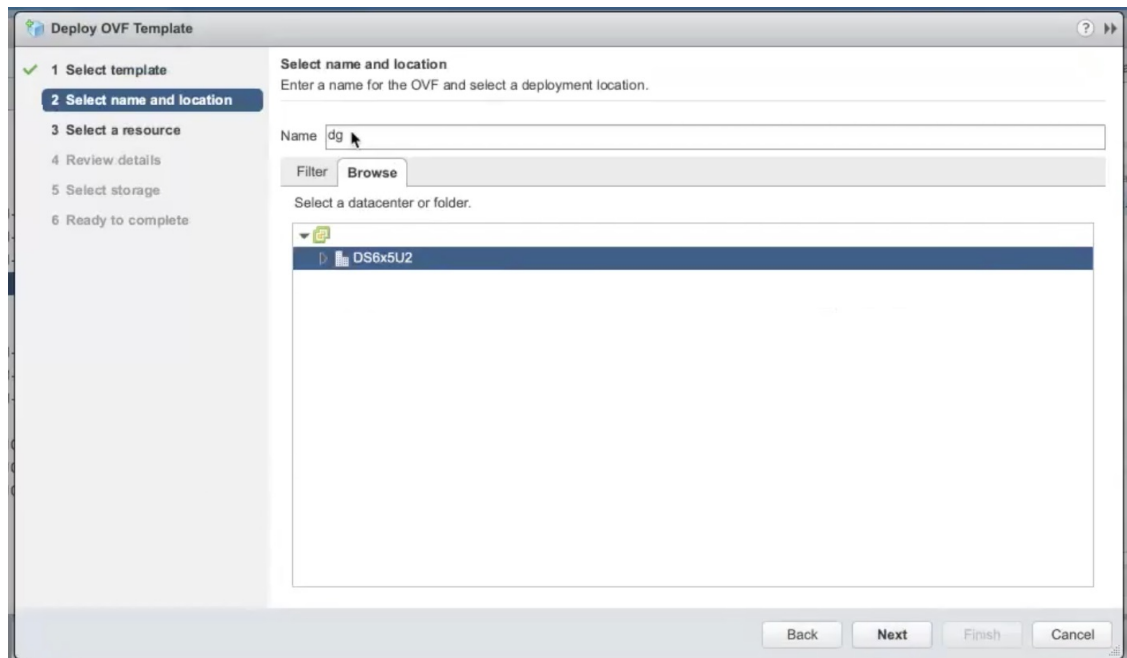 Deploy OVF Template
?
1 Select template
2 Select name and location
3 Select a resource
4 Review details
5 Select storage
6 Ready to complete
Select name and location
Enter a name for the OVF and select a deployment location.
Name dg
Filter Browse
Select a datacenter or folder.
DS6x5U2
Back Next Finish Cancel